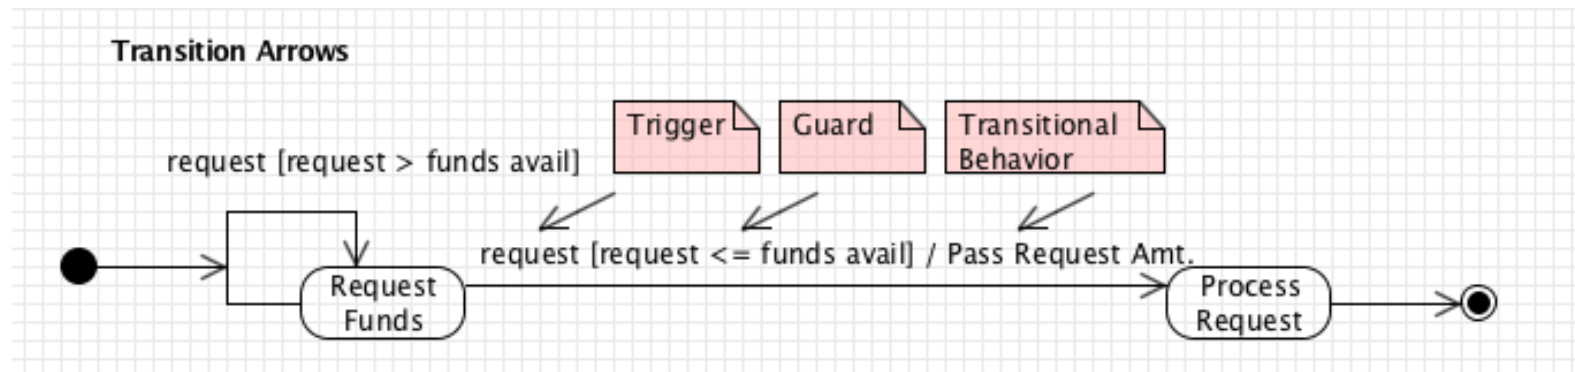 Transition Arrows
Trigger
Guard
Transitional
Behavior
request [request > funds avail]
request [request <= funds avail] / Pass Request Amt.
Request
Funds
Process
Request